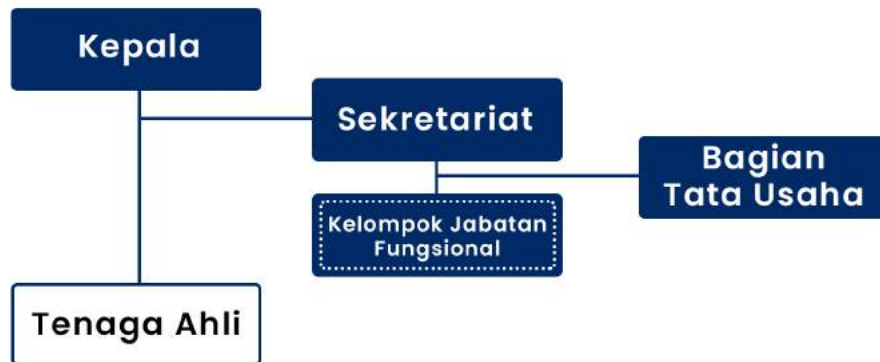 Kepala
Sekretariat
Bagian
Tata Usaha
Kelompok Jabatan
Fungsional
Tenaga Ahli